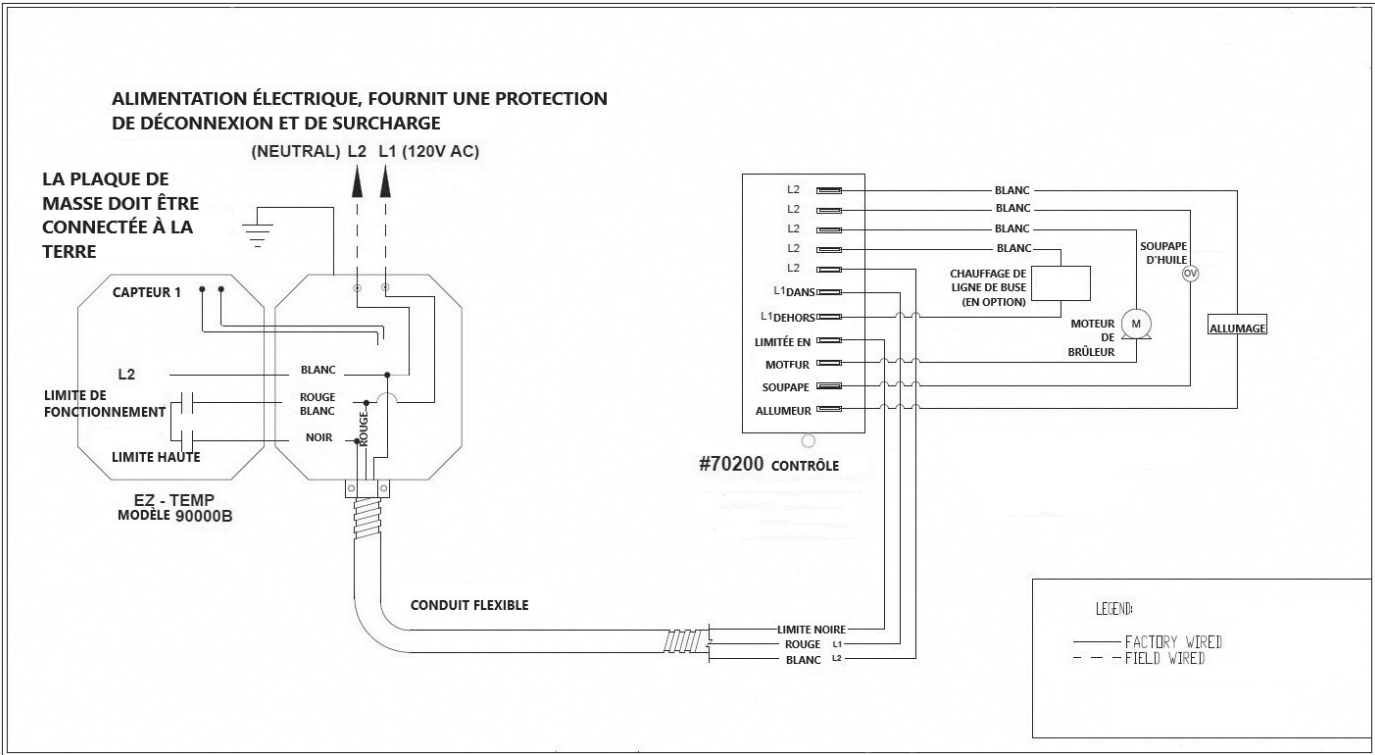 ALIMENTATION ÉLECTRIQUE, FOURNIT UNE PROTECTION
DE DÉCONNEXION ET DE SURCHARGE
(NEUTRAL) L2 L1 (120V AC)
LA PLAQUE DE
MASSE DOIT ÊTRE
CONNECTÉE À LA
TERRE
CAPTEUR 1
L2
BLANC
LIMITE DE
FONCTIONNEMENT
ROUGE
BLANC
ROUGE
NOIR
LIMITE HAUTE
EZ - TEMP
MODÈLE 90000B
CONDUIT FLEXIBLE
LIMITE NOIRE
ROUGE L1
BLANC L2
L2
L2
L2
L2
L2
L1 DANS
L1 DEHORS
LIMITÉE EN
MOTFUR
SOUPAPE
ALLUMEUR
#70200 CONTRÔLE
BLANC
BLANC
BLANC
BLANC
CHAUFFAGE DE
LIGNE DE BUSE
(EN OPTION)
SOUPAPE
D'HUILE
OV
MOTEUR
DE
BRÛLEUR
M
ALLUMAGE
LEGEND:
FACTORY WIRED
FIELD WIRED